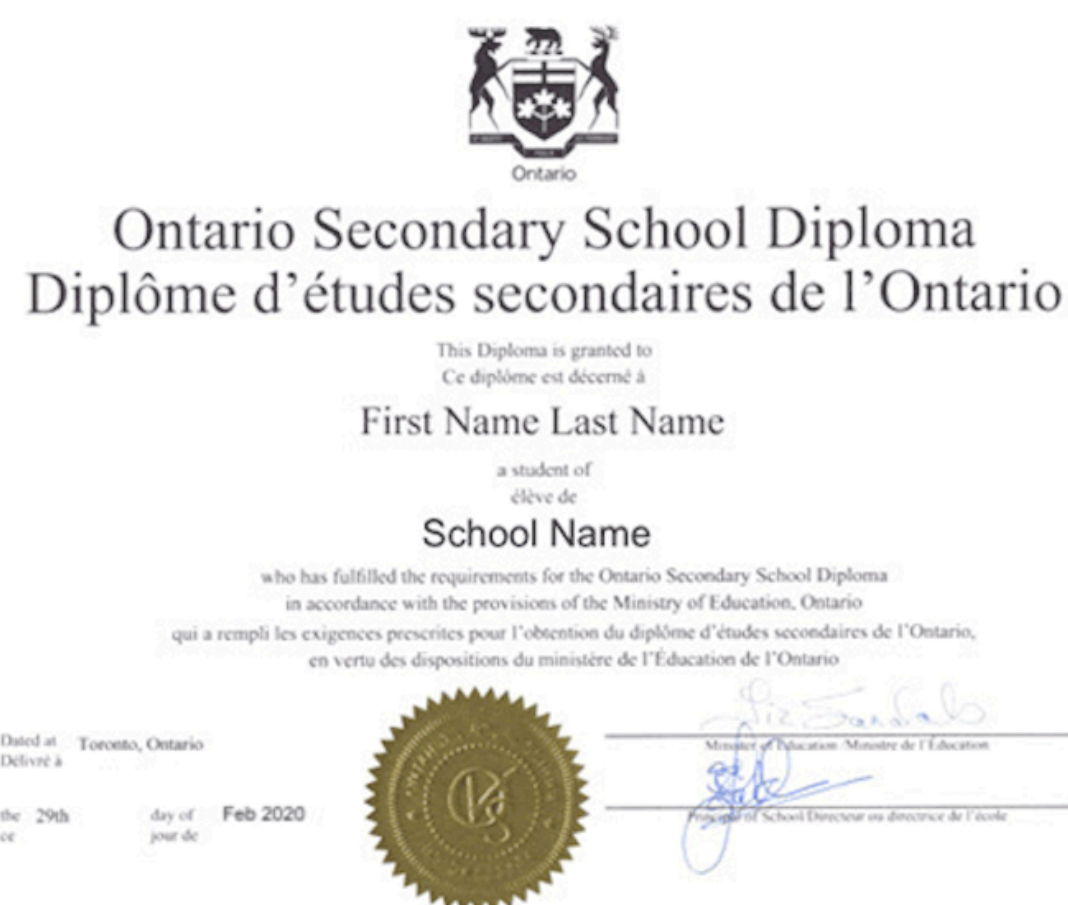 Ontario
Ontario Secondary School Diploma
Diplôme d’études secondaires de l’Ontario
This Diploma is granted to
Ce diplôme est décerné à
First Name Last Name
a student of
élève de
School Name
who has fulfilled the requirements for the Ontario Secondary School Diploma
in accordance with the provisions of the Ministry of Education, Ontario
qui a rempli les exigences prescrites pour l’obtention du diplôme d’études secondaires de l’Ontario,
en vertu des dispositions du ministère de l’Éducation de l’Ontario
Liz Sandals
Dated at Toronto, Ontario
Délivré à
Minister of Education /Ministre de l’Éducation
the 29th day of Feb 2020
ce jour de
Principal of School Directeur ou directrice de l’école